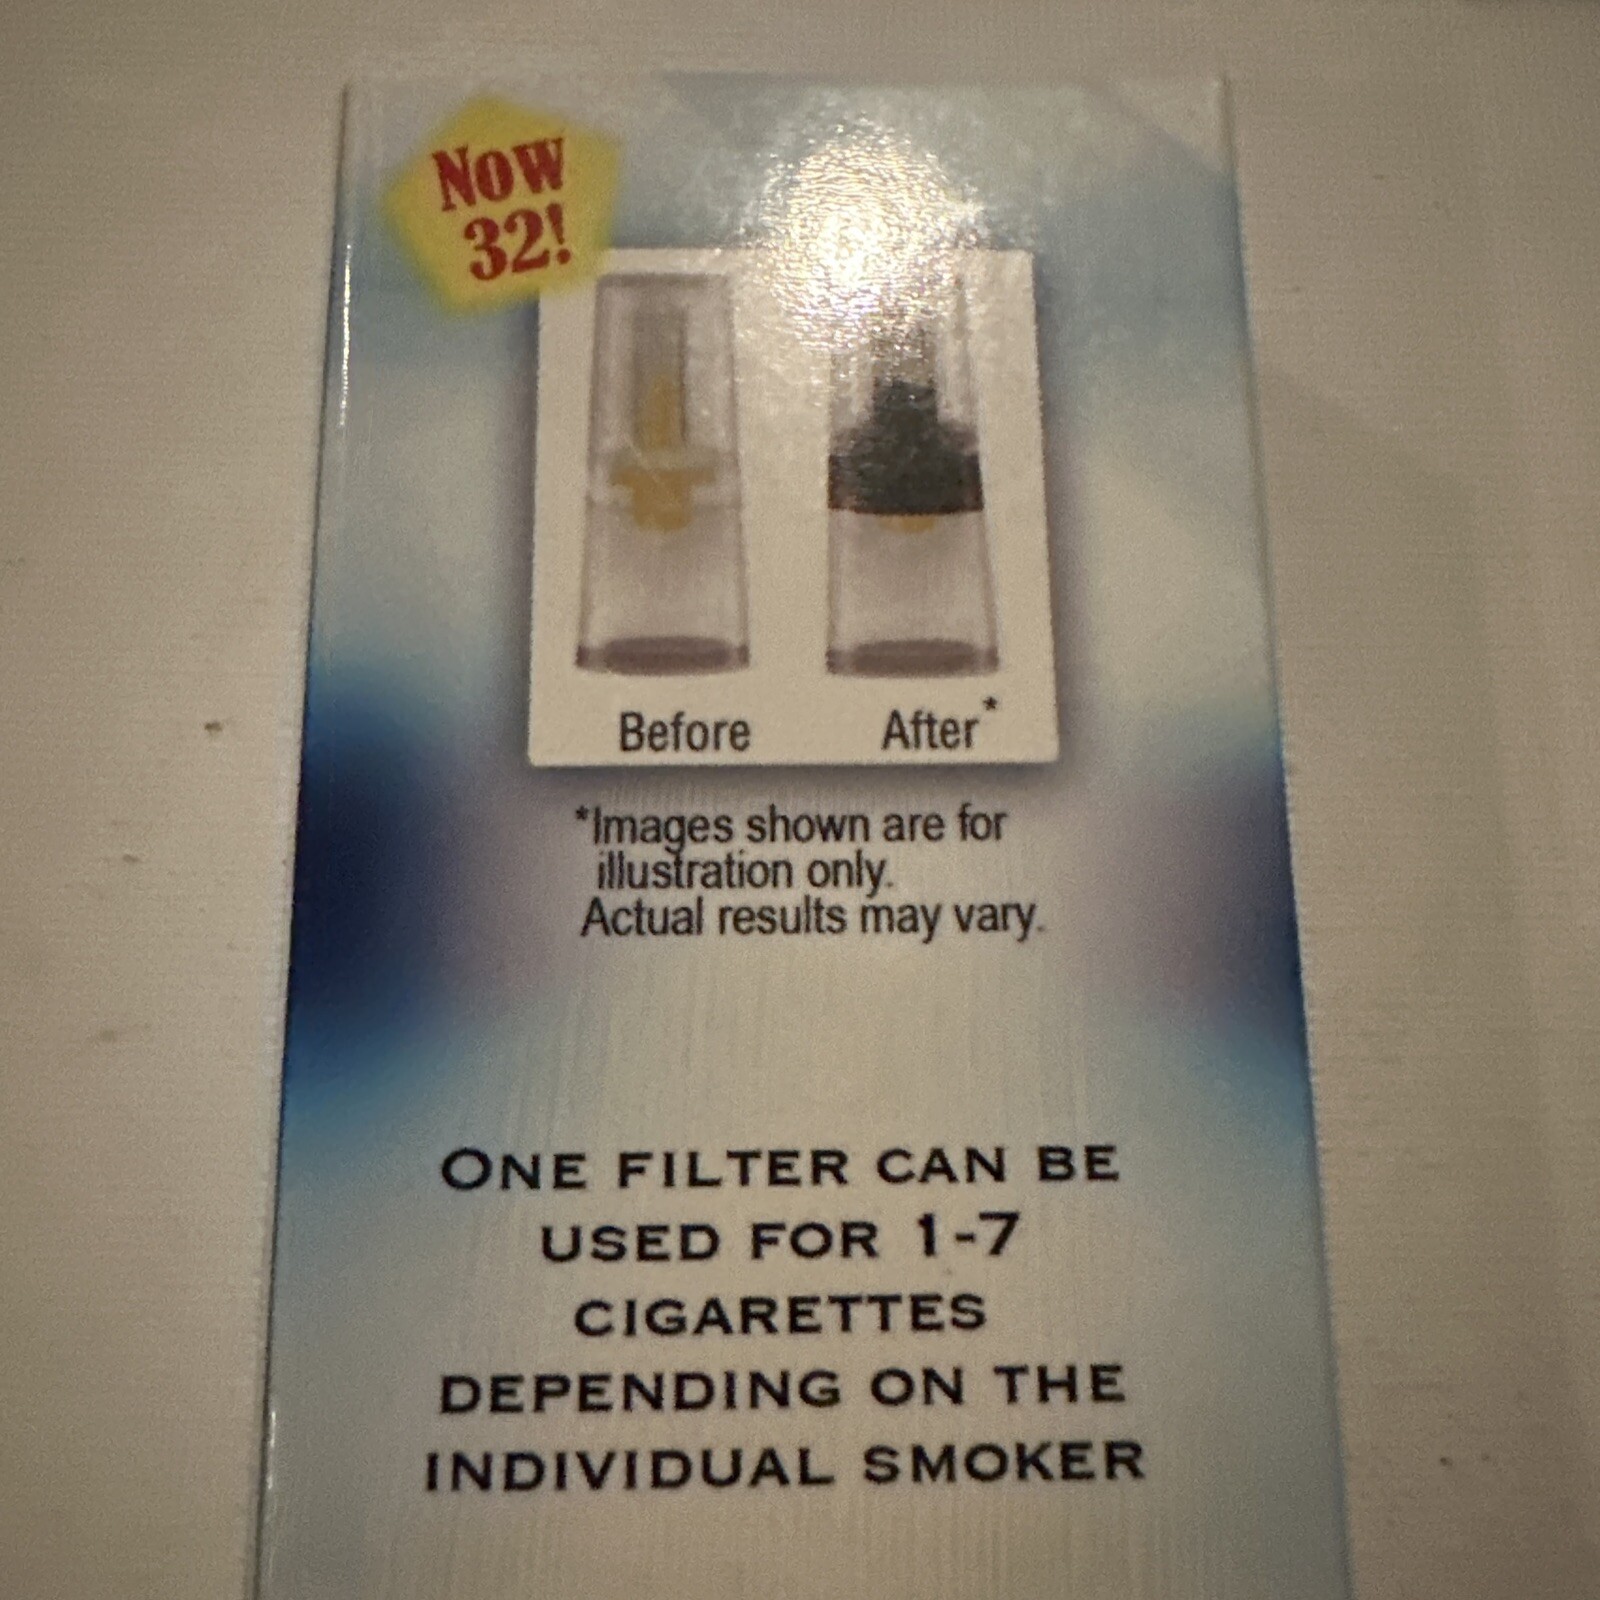 Now
32!
Before
After*
*Images shown are for
illustration only.
Actual results may vary.
ONE FILTER CAN BE
USED FOR 1-7
CIGARETTES
DEPENDING ON THE
INDIVIDUAL SMOKER